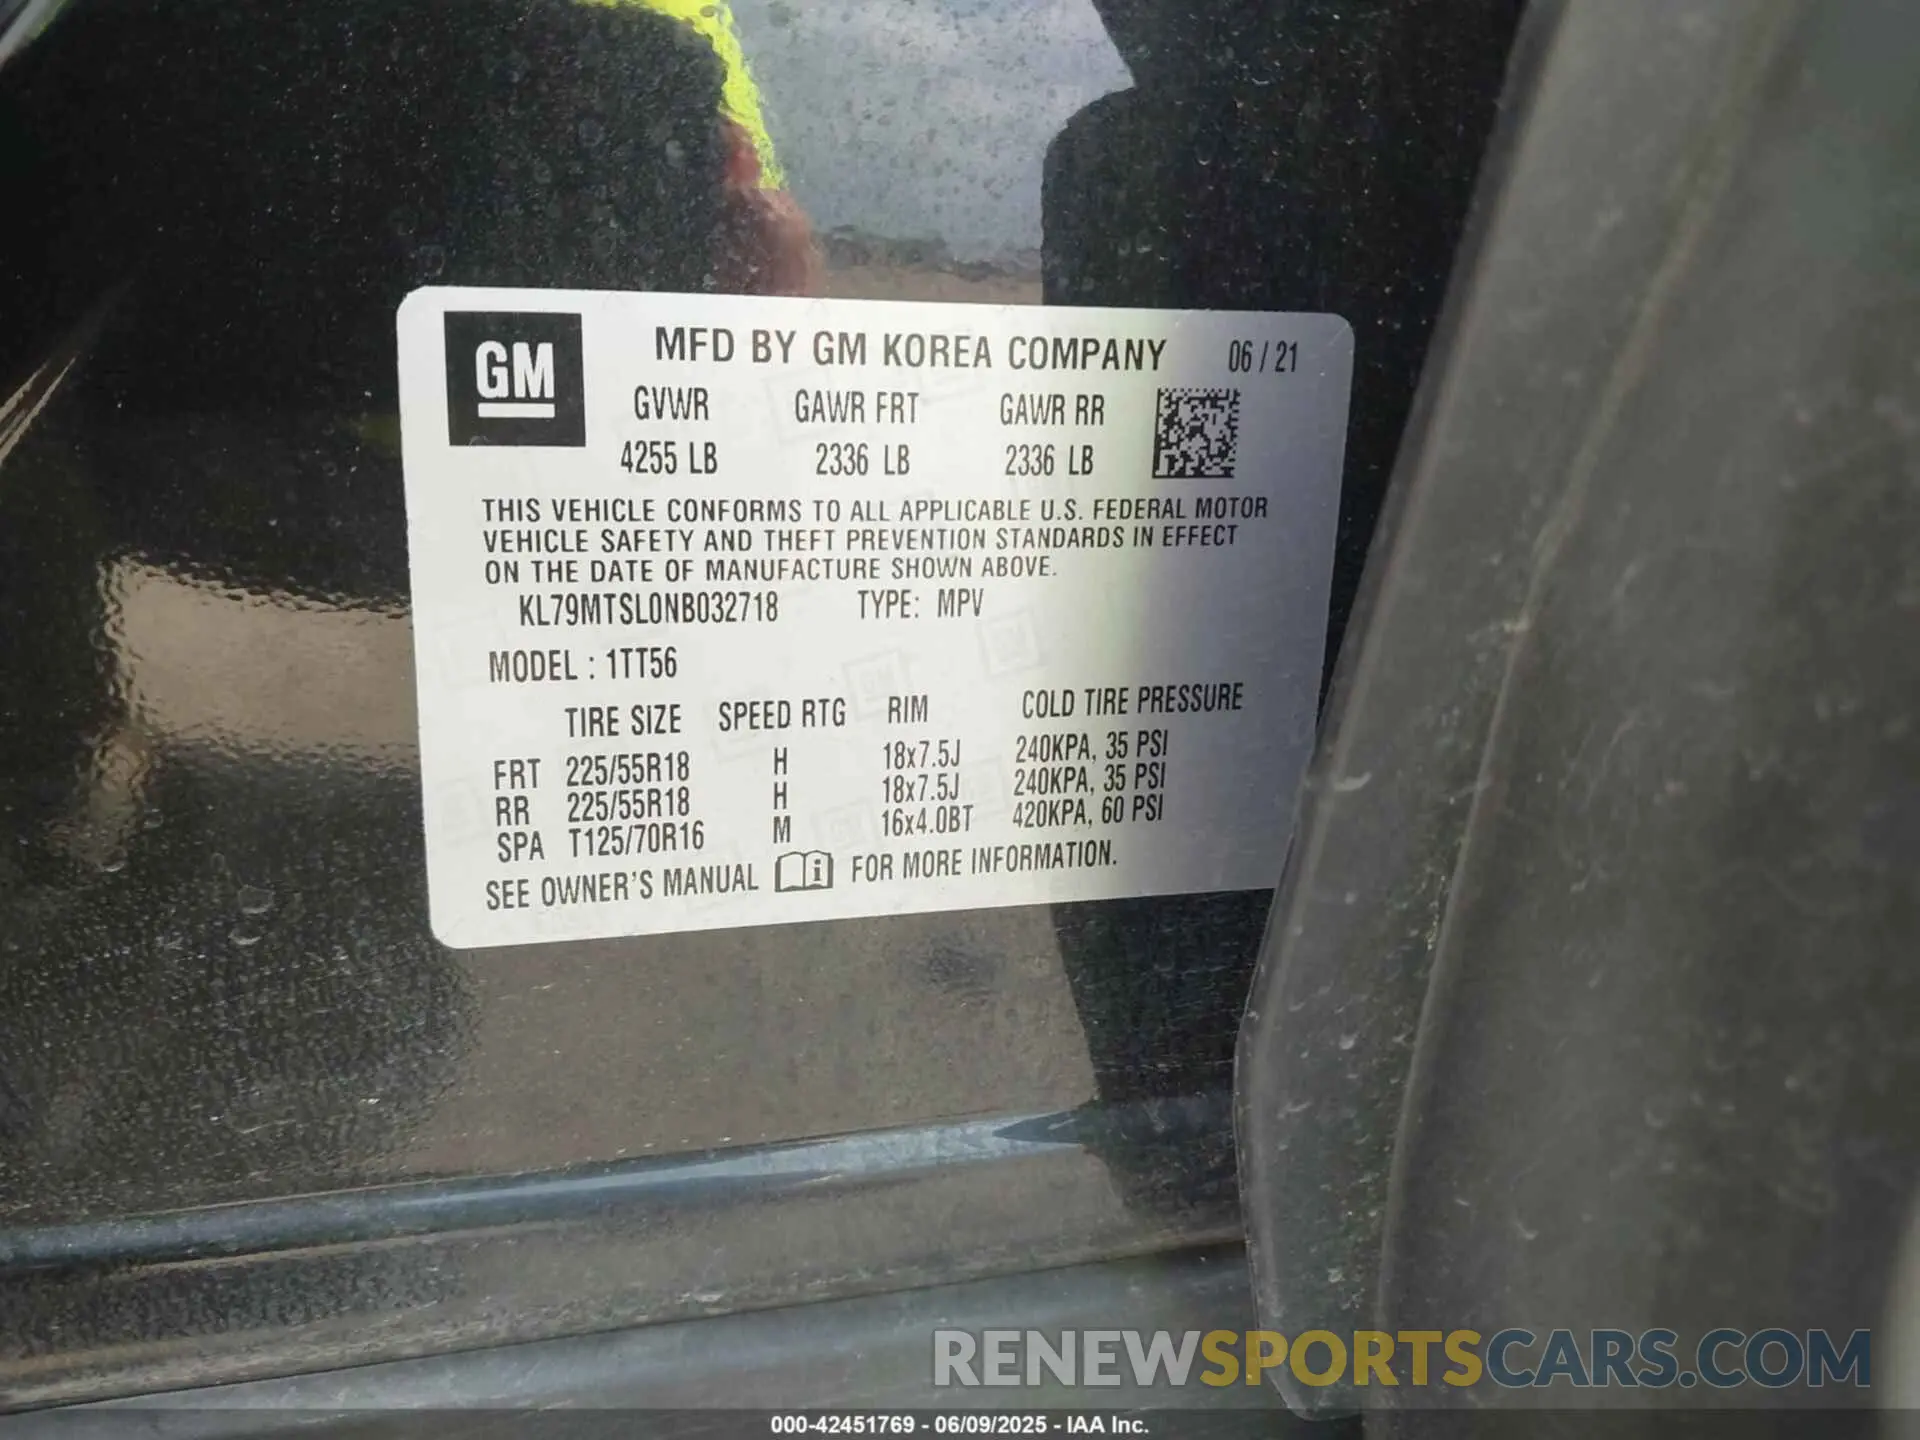 GM
MFD BY GM KOREA COMPANY 06 / 21
GVWR GAWR FRT GAWR RR
4255 LB 2336 LB 2336 LB
THIS VEHICLE CONFORMS TO ALL APPLICABLE U.S. FEDERAL MOTOR
VEHICLE SAFETY AND THEFT PREVENTION STANDARDS IN EFFECT
ON THE DATE OF MANUFACTURE SHOWN ABOVE.
KL79MTSL0NB032718 TYPE: MPV
MODEL : 1TT56
TIRE SIZE SPEED RTG RIM COLD TIRE PRESSURE
FRT 225/55R18 H 18x7.5J 240KPA, 35 PSI
RR 225/55R18 H 18x7.5J 240KPA, 35 PSI
SPA T125/70R16 M 16x4.0BT 420KPA, 60 PSI
SEE OWNER'S MANUAL i FOR MORE INFORMATION.
RENEWSPORTSCARS.COM
000-42451769 - 06/09/2025 - IAA Inc.